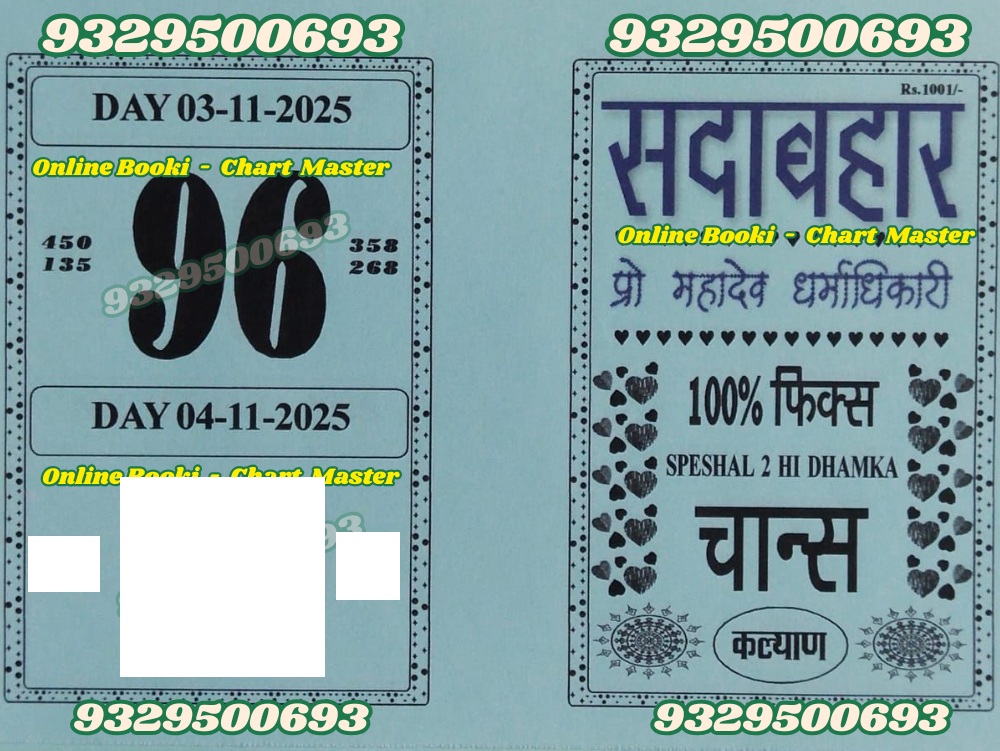 9329500693
DAY 03-11-2025
Online Booki - Chart Master
96
450
135
358
268
9329500693
DAY 04-11-2025
Online Booki - Chart Master
93
9329500693
9329500693
Rs.1001/-
सदाबहार
Online Booki - Chart Master
प्रो महादेव धर्माधिकारी
100% फिक्स
SPESHAL 2 HI DHAMKA
चान्स
कल्याण
9329500693